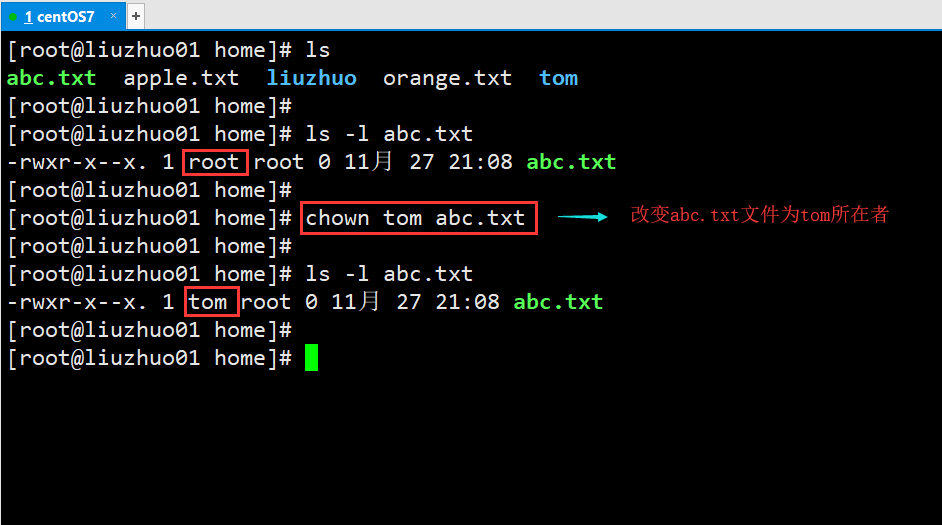 1 centOS7 × +
[root@liuzhuo01 home]# ls
abc.txt  apple.txt  liuzhuo  orange.txt  tom
[root@liuzhuo01 home]#
[root@liuzhuo01 home]# ls -l abc.txt
-rwxr-x--x. 1 root root 0 11月 27 21:08 abc.txt
[root@liuzhuo01 home]#
[root@liuzhuo01 home]# chown tom abc.txt 改变abc.txt文件为tom所在者
[root@liuzhuo01 home]#
[root@liuzhuo01 home]# ls -l abc.txt
-rwxr-x--x. 1 tom root 0 11月 27 21:08 abc.txt
[root@liuzhuo01 home]#
[root@liuzhuo01 home]#